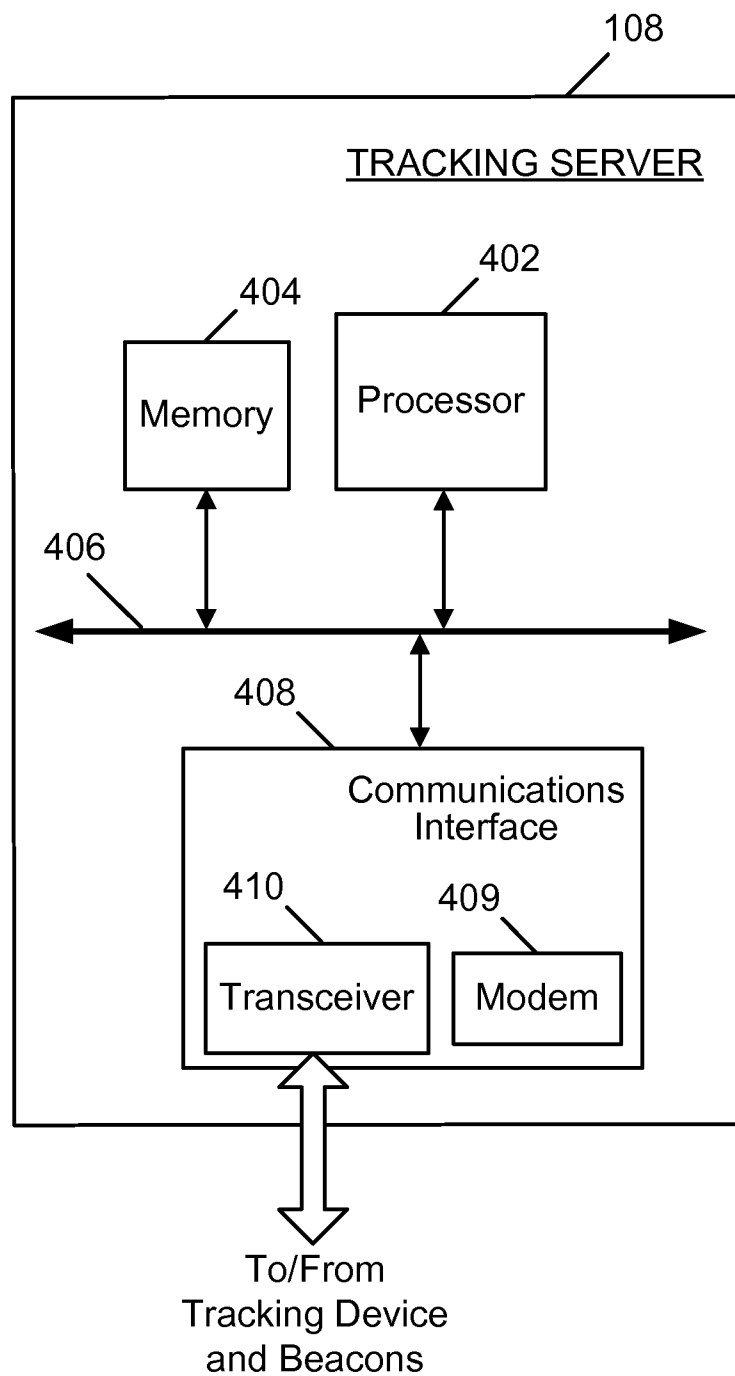 108
TRACKING SERVER
402
404
Processor
Memory
406
408
Communications
Interface
410
409
Transceiver
Modem
To/From
Tracking Device
and Beacons